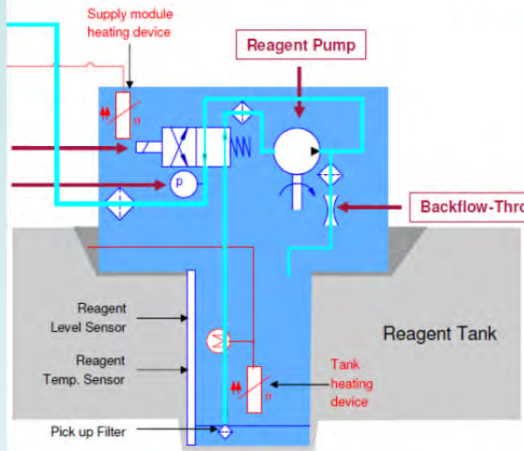 Supply module
heating device
Reagent Pump
p
Backflow-Thro
Reagent
Level Sensor
Reagent Tank
Reagent
Temp. Sensor
Tank
heating
device
Pick up Filter